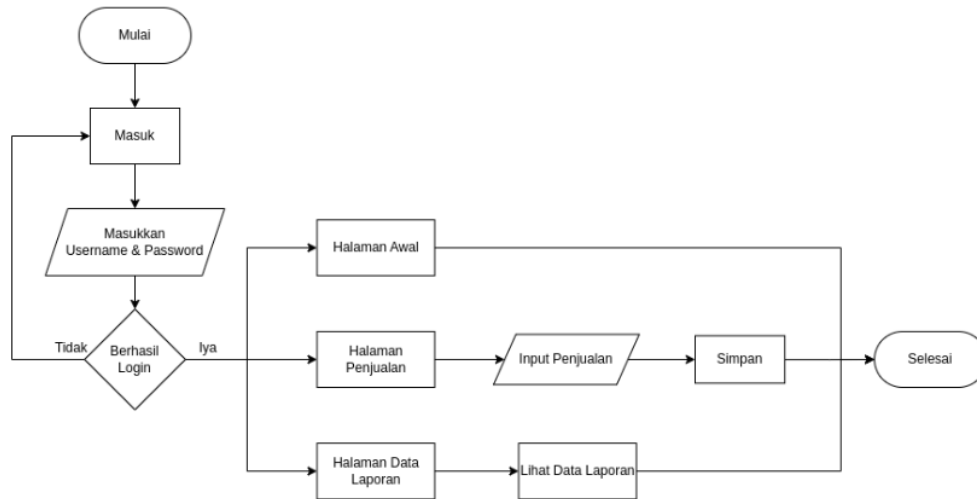 Mulai
Masuk
Masukkan
Username & Password
Berhasil
Login
Tidak
Iya
Halaman Awal
Halaman
Penjualan
Input Penjualan
Simpan
Selesai
Halaman Data
Laporan
Lihat Data Laporan